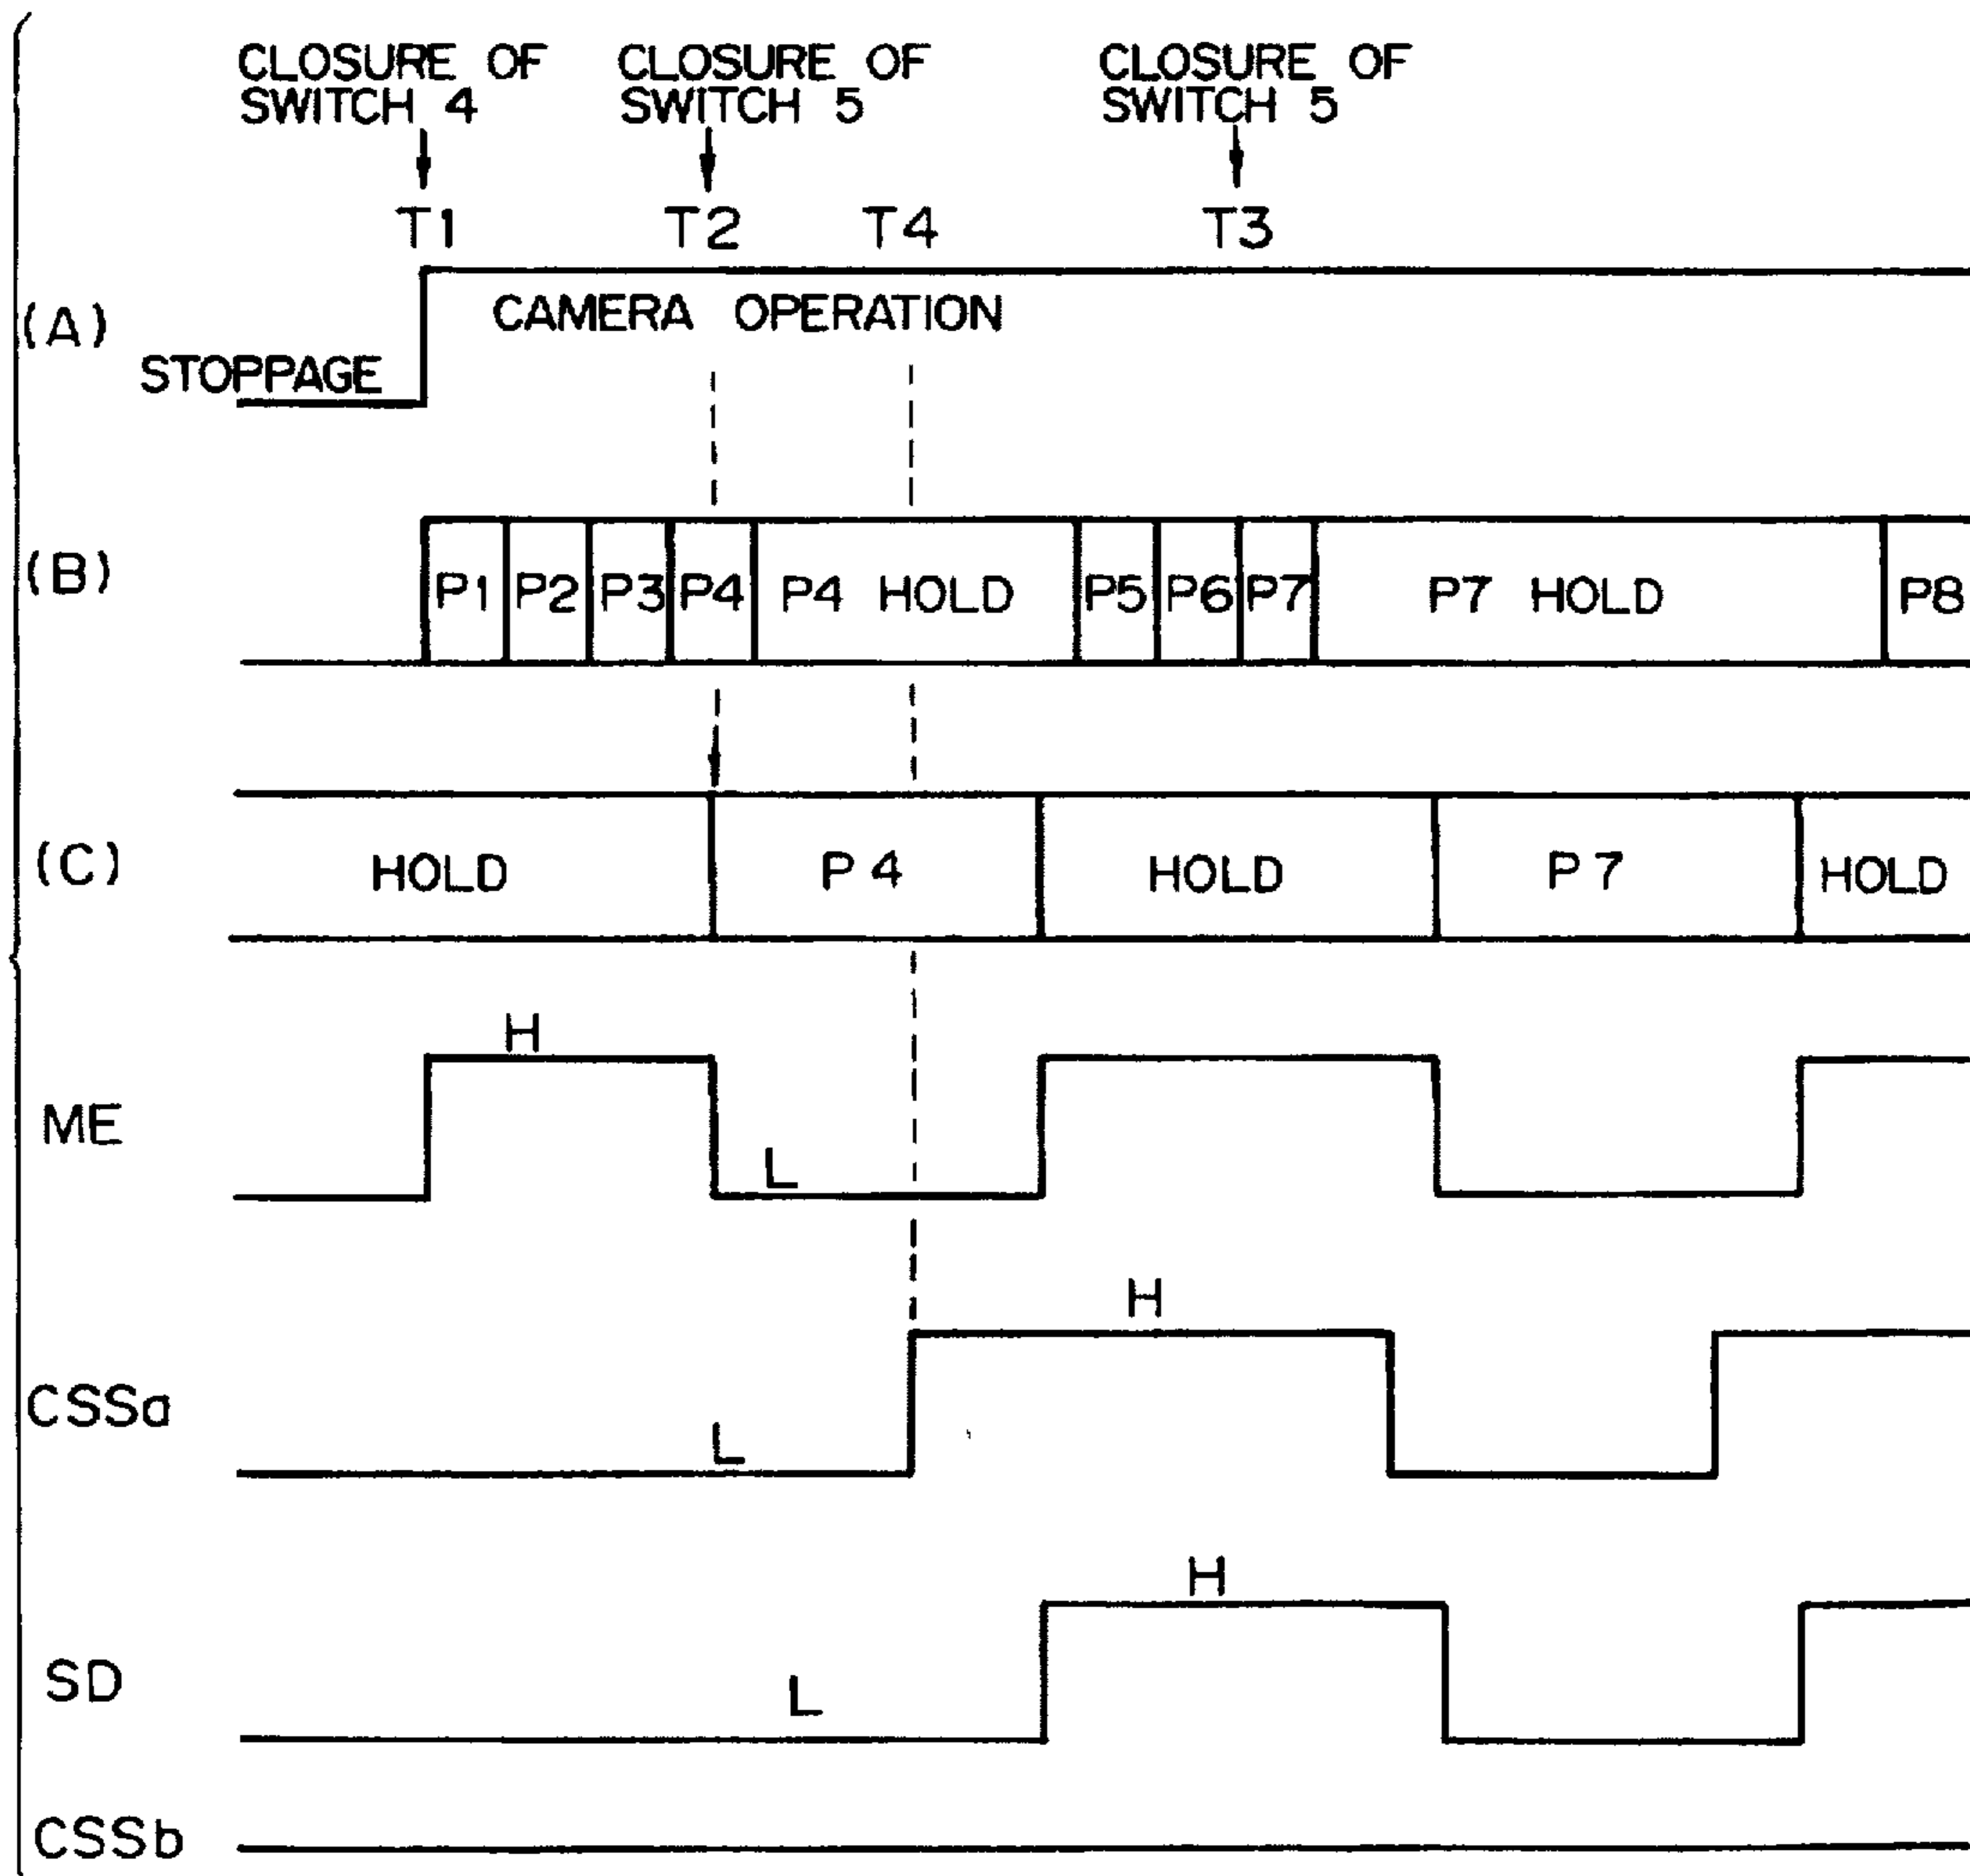 CLOSURE OF SWITCH 4
CLOSURE OF SWITCH 5
CLOSURE OF SWITCH 5
T1 T2 T4 T3
(A)
CAMERA OPERATION
STOPPAGE
(B)
P1 P2 P3 P4 P4 HOLD P5 P6 P7 P7 HOLD P8
(C)
HOLD P4 HOLD P7 HOLD
H
ME
L
H
CSSa
L
H
SD
L
CSSb